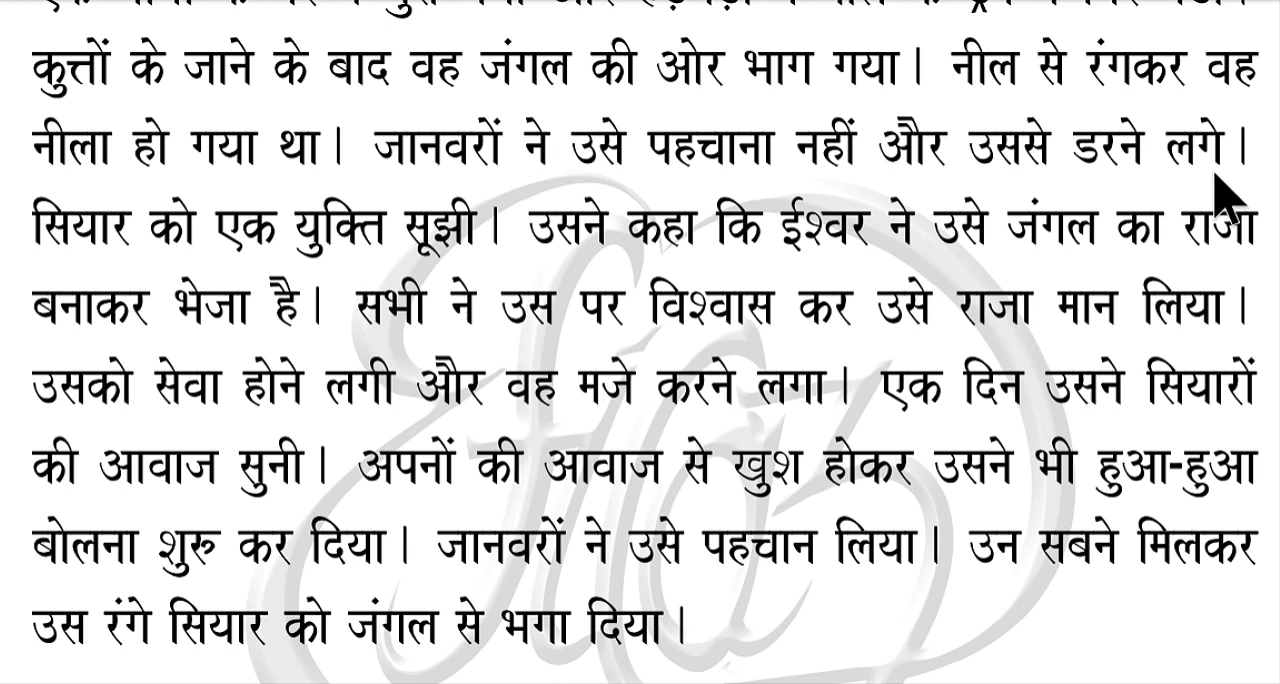 कुत्तों के जाने के बाद वह जंगल की ओर भाग गया। नील से रंगकर वह
नीला हो गया था। जानवरों ने उसे पहचाना नहीं और उससे डरने लगे।
सियार को एक युक्ति सूझी। उसने कहा कि ईश्वर ने उसे जंगल का राजा
बनाकर भेजा है। सभी ने उस पर विश्वास कर उसे राजा मान लिया।
उसको सेवा होने लगी और वह मजे करने लगा। एक दिन उसने सियारों
की आवाज सुनी। अपनों की आवाज से खुश होकर उसने भी हुआ-हुआ
बोलना शुरू कर दिया। जानवरों ने उसे पहचान लिया। उन सबने मिलकर
उस रंगे सियार को जंगल से भगा दिया।